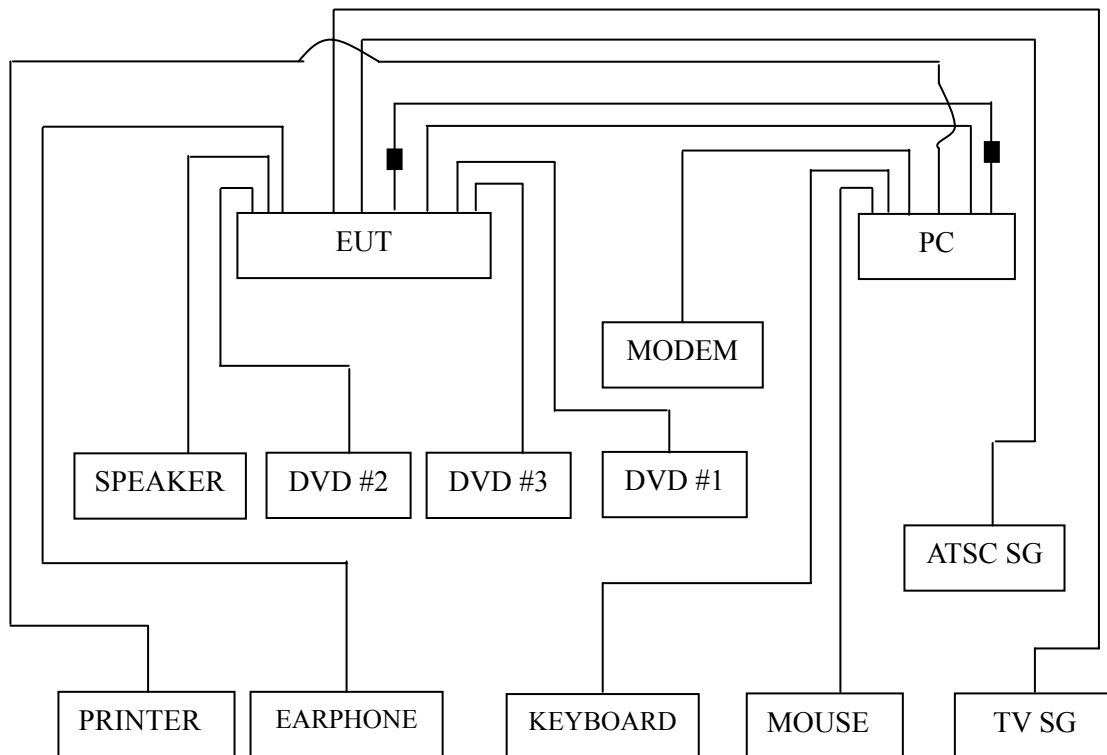 EUT
PC
MODEM
SPEAKER
DVD #2
DVD #3
DVD #1
ATSC SG
PRINTER
EARPHONE
KEYBOARD
MOUSE
TV SG